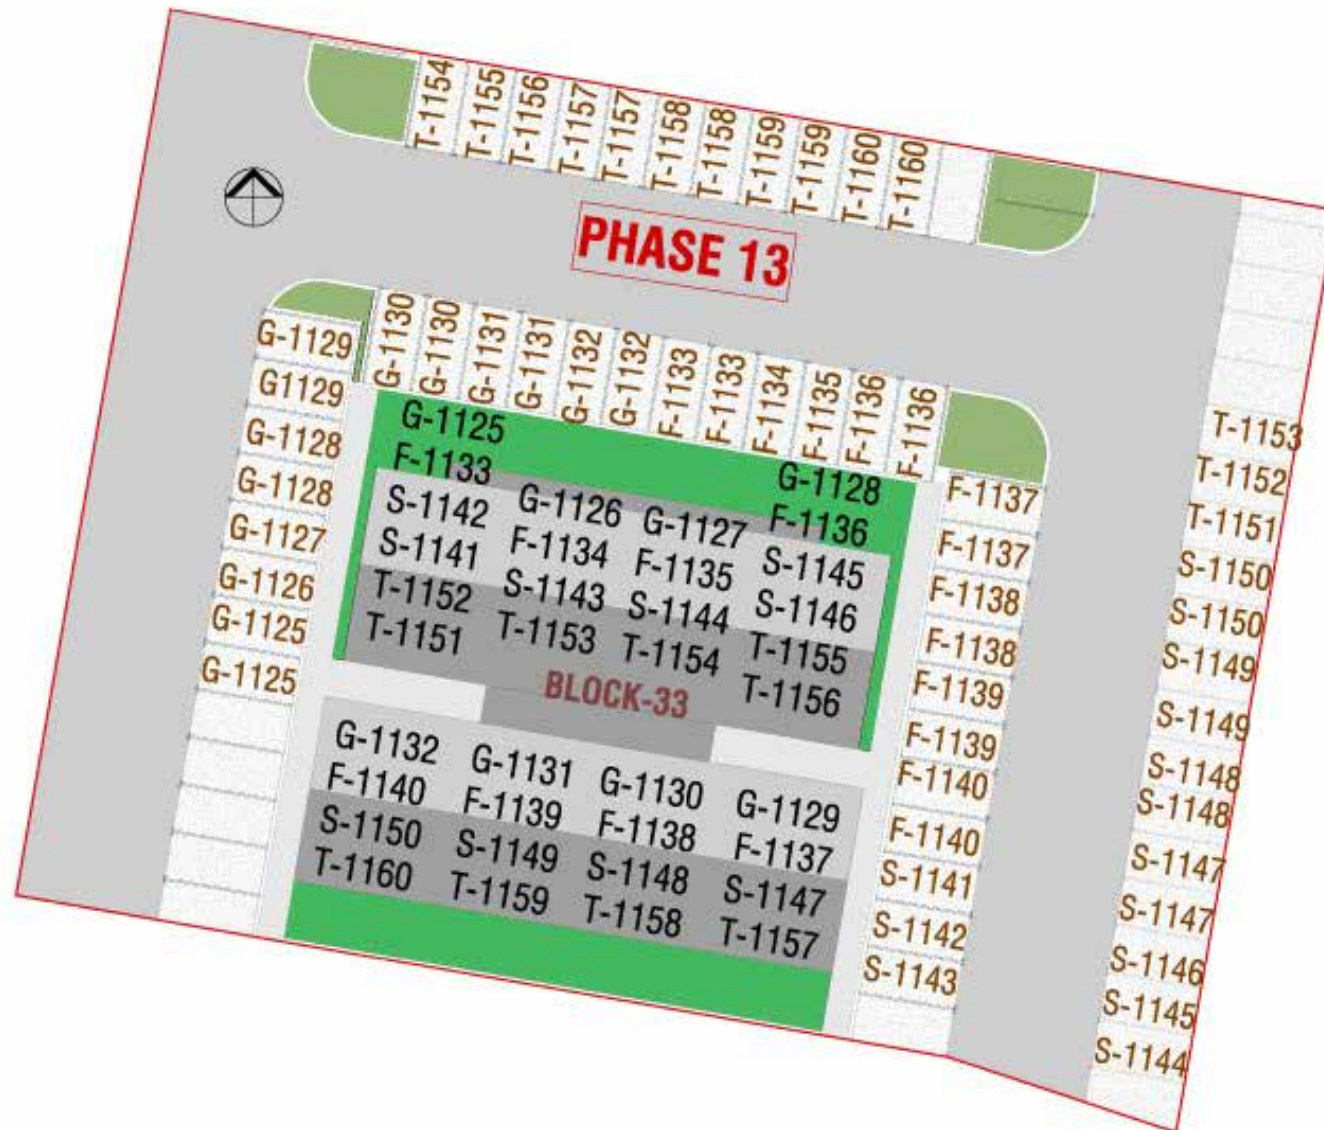 T-1154
T-1155
T-1156
T-1157
T-1157
T-1158
T-1158
T-1159
T-1159
T-1160
T-1160
PHASE 13
G-1130
G-1130
G-1131
G-1131
G-1132
G-1132
F-1133
F-1133
F-1134
F-1135
F-1136
F-1136
G-1129
G1129
G-1128
G-1128
G-1127
G-1126
G-1125
G-1125
G-1125
F-1133
S-1142
S-1141
T-1152
T-1151
G-1126
F-1134
S-1143
T-1153
G-1127
F-1135
S-1144
T-1154
G-1128
F-1136
S-1145
S-1146
T-1155
T-1156
BLOCK-33
G-1132
F-1140
S-1150
T-1160
G-1131
F-1139
S-1149
T-1159
G-1130
F-1138
S-1148
T-1158
G-1129
F-1137
S-1147
T-1157
F-1137
F-1137
F-1138
F-1138
F-1139
F-1139
F-1140
F-1140
S-1141
S-1142
S-1143
T-1153
T-1152
T-1151
S-1150
S-1150
S-1149
S-1149
S-1148
S-1148
S-1147
S-1147
S-1146
S-1145
S-1144